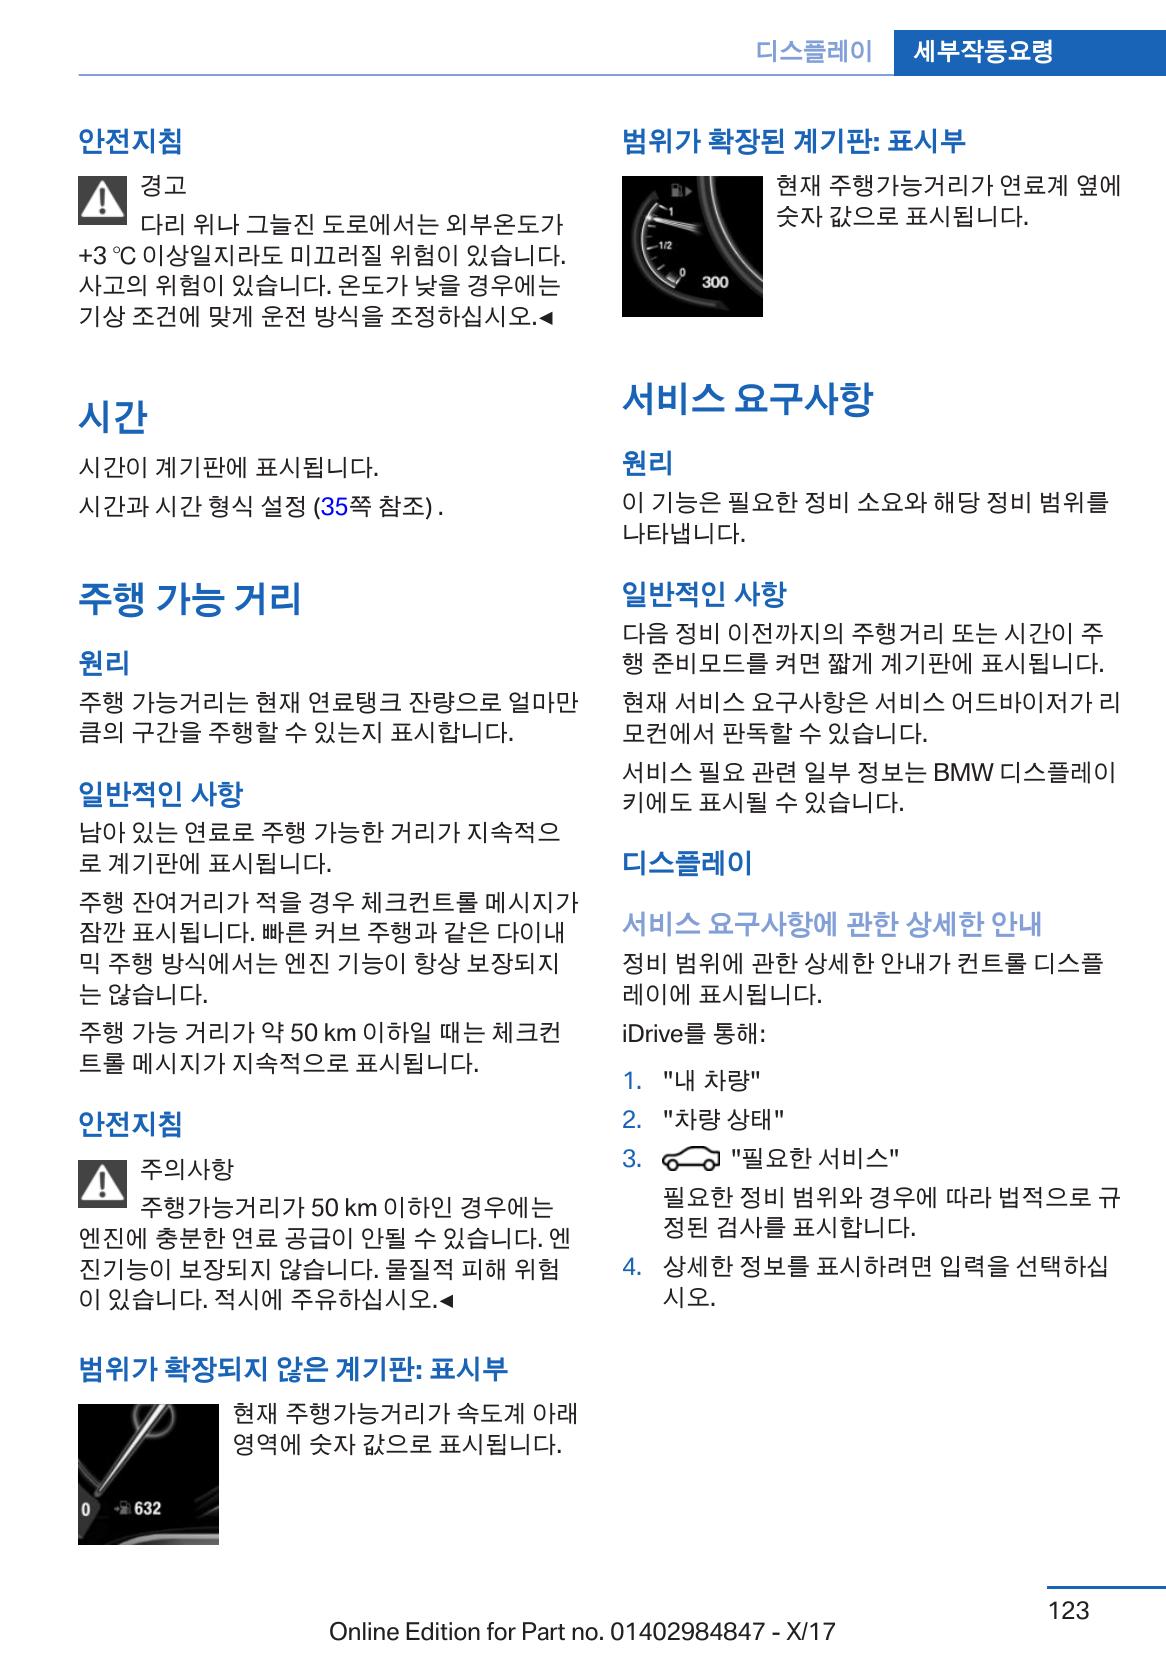 디스플레이 세부작동요령
안전지침
경고
다리 위나 그늘진 도로에서는 외부온도가
+3 ℃ 이상일지라도 미끄러질 위험이 있습니다.
사고의 위험이 있습니다. 온도가 낮을 경우에는
기상 조건에 맞게 운전 방식을 조정하십시오.◄
시간
시간이 계기판에 표시됩니다.
시간과 시간 형식 설정 (35쪽 참조) .
주행 가능 거리
원리
주행 가능거리는 현재 연료탱크 잔량으로 얼마만
큼의 구간을 주행할 수 있는지 표시합니다.
일반적인 사항
남아 있는 연료로 주행 가능한 거리가 지속적으
로 계기판에 표시됩니다.
주행 잔여거리가 적을 경우 체크컨트롤 메시지가
잠깐 표시됩니다. 빠른 커브 주행과 같은 다이내
믹 주행 방식에서는 엔진 기능이 항상 보장되지
는 않습니다.
주행 가능 거리가 약 50 km 이하일 때는 체크컨
트롤 메시지가 지속적으로 표시됩니다.
안전지침
주의사항
주행가능거리가 50 km 이하인 경우에는
엔진에 충분한 연료 공급이 안될 수 있습니다. 엔
진기능이 보장되지 않습니다. 물질적 피해 위험
이 있습니다. 적시에 주유하십시오.◄
범위가 확장되지 않은 계기판: 표시부
현재 주행가능거리가 속도계 아래
영역에 숫자 값으로 표시됩니다.
0 632
범위가 확장된 계기판: 표시부
현재 주행가능거리가 연료계 옆에
숫자 값으로 표시됩니다.
1
1/2
0
300
서비스 요구사항
원리
이 기능은 필요한 정비 소요와 해당 정비 범위를
나타냅니다.
일반적인 사항
다음 정비 이전까지의 주행거리 또는 시간이 주
행 준비모드를 켜면 짧게 계기판에 표시됩니다.
현재 서비스 요구사항은 서비스 어드바이저가 리
모컨에서 판독할 수 있습니다.
서비스 필요 관련 일부 정보는 BMW 디스플레이
키에도 표시될 수 있습니다.
디스플레이
서비스 요구사항에 관한 상세한 안내
정비 범위에 관한 상세한 안내가 컨트롤 디스플
레이에 표시됩니다.
iDrive를 통해:
1. "내 차량"
2. "차량 상태"
3. "필요한 서비스"
필요한 정비 범위와 경우에 따라 법적으로 규
정된 검사를 표시합니다.
4. 상세한 정보를 표시하려면 입력을 선택하십
시오.
123
Online Edition for Part no. 01402984847 - X/17